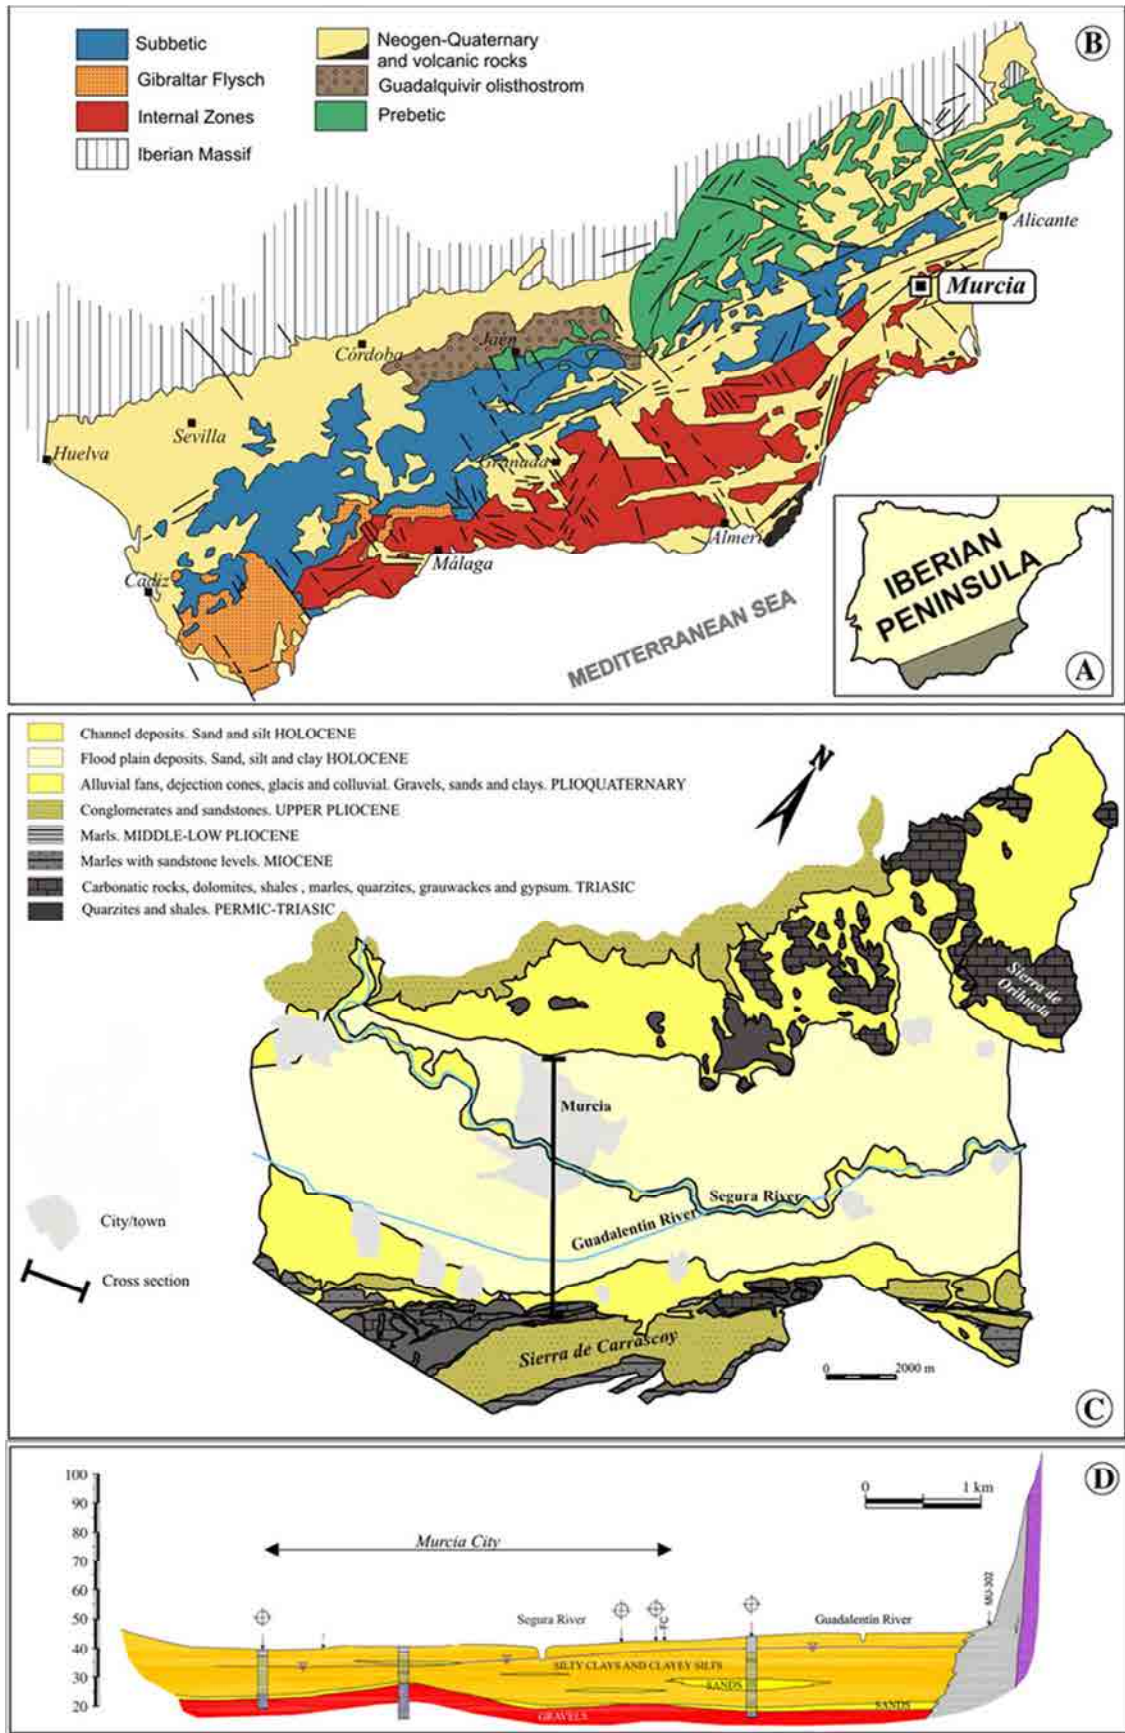 Subbetic
Gibraltar Flysch
Internal Zones
Iberian Massif
Neogen-Quaternary
and volcanic rocks
Guadalquivir olisthostrom
Prebetic
B
Alicante
Murcia
Jaén
Córdoba
Sevilla
Huelva
Granada
Almería
Málaga
Cádiz
MEDITERRANEAN SEA
IBERIAN
PENINSULA
A
Channel deposits. Sand and silt HOLOCENE
Flood plain deposits. Sand, silt and clay HOLOCENE
Alluvial fans, dejection cones, glacis and colluvial. Gravels, sands and clays. PLIOQUATERNARY
Conglomerates and sandstones. UPPER PLIOCENE
Marls. MIDDLE-LOW PLIOCENE
Marles with sandstone levels. MIOCENE
Carbonatic rocks, dolomites, shales , marles, quarzites, grauwackes and gypsum. TRIASIC
Quarzites and shales. PERMIC-TRIASIC
N
Sierra de
Orihuela
Murcia
Segura River
Guadalentín River
City/town
Cross section
Sierra de Carrascoy
0 2000 m
C
D
100
90
80
70
60
50
40
30
20
0 1 km
Murcia City
MU-302
Segura River
FC
Guadalentín River
SILTY CLAYS AND CLAYEY SILTS
SANDS
SANDS
GRAVELS